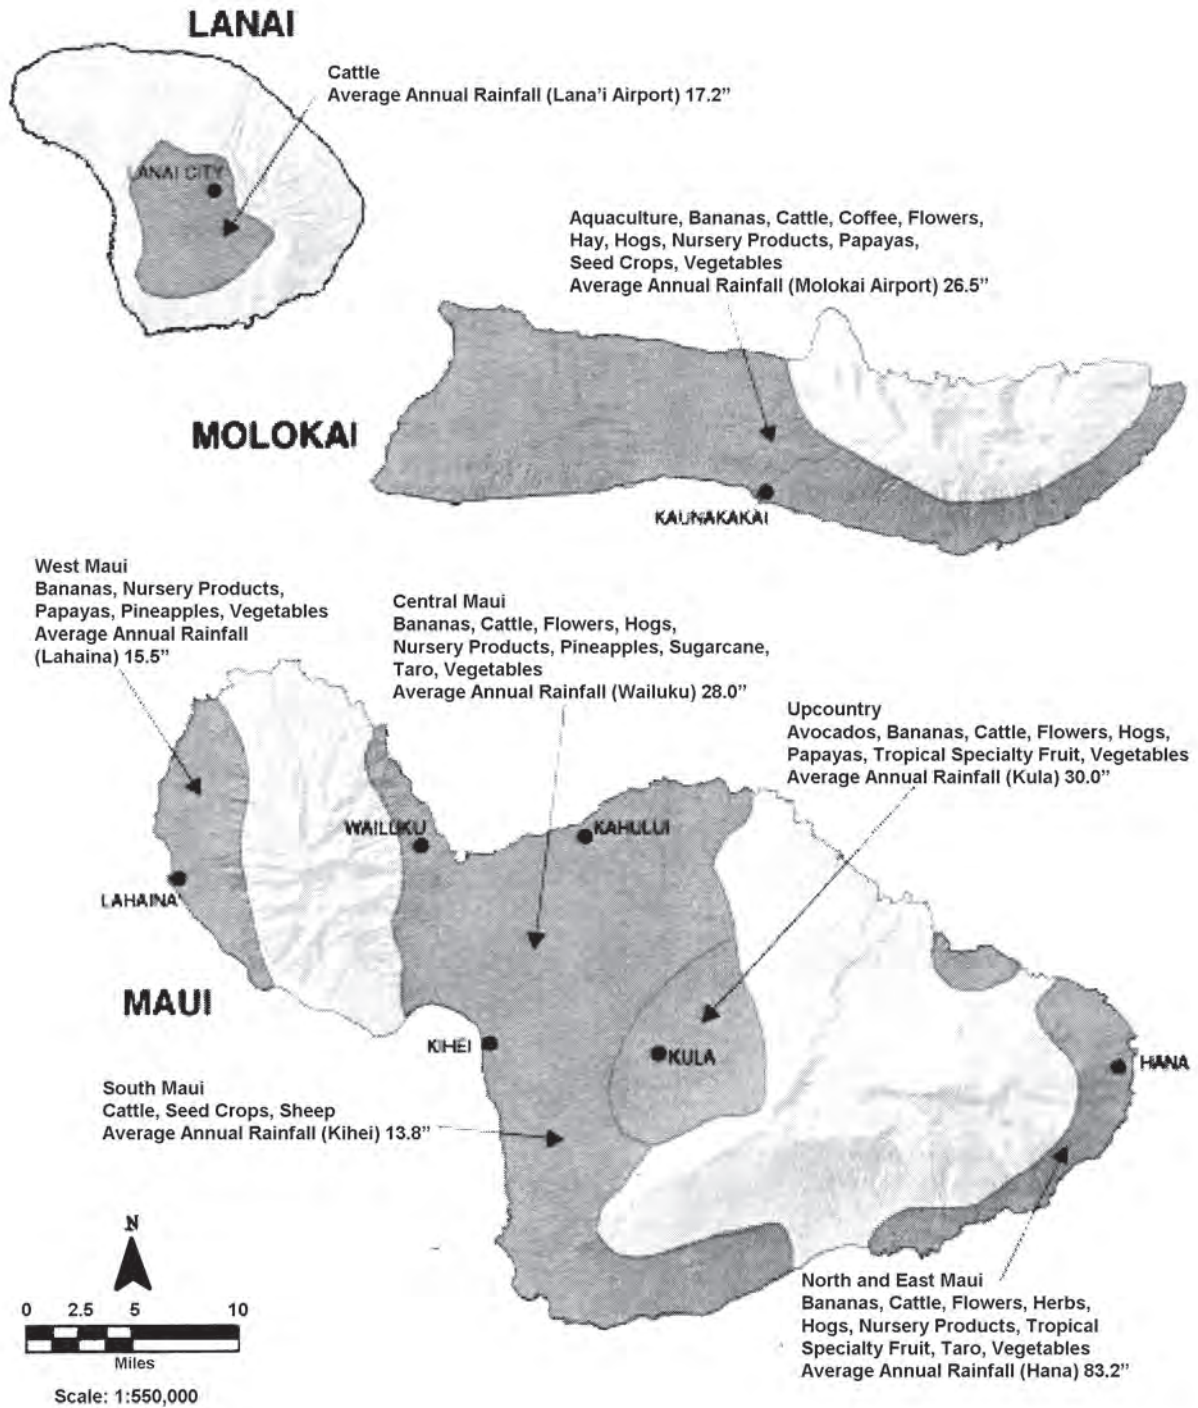 LANAI
Cattle
Average Annual Rainfall (Lana'i Airport) 17.2"
LANAI CITY
Aquaculture, Bananas, Cattle, Coffee, Flowers,
Hay, Hogs, Nursery Products, Papayas,
Seed Crops, Vegetables
Average Annual Rainfall (Molokai Airport) 26.5"
MOLOKAI
KAUNAKAKAI
West Maui
Bananas, Nursery Products,
Papayas, Pineapples, Vegetables
Average Annual Rainfall
(Lahaina) 15.5"
Central Maui
Bananas, Cattle, Flowers, Hogs,
Nursery Products, Pineapples, Sugarcane,
Taro, Vegetables
Average Annual Rainfall (Wailuku) 28.0"
Upcountry
Avocados, Bananas, Cattle, Flowers, Hogs,
Papayas, Tropical Specialty Fruit, Vegetables
Average Annual Rainfall (Kula) 30.0"
WAILUKU
KAHULUI
LAHAINA
MAUI
KIHEI
KULA
HANA
South Maui
Cattle, Seed Crops, Sheep
Average Annual Rainfall (Kihei) 13.8"
N
0 2.5 5 10
Miles
Scale: 1:550,000
North and East Maui
Bananas, Cattle, Flowers, Herbs,
Hogs, Nursery Products, Tropical
Specialty Fruit, Taro, Vegetables
Average Annual Rainfall (Hana) 83.2"